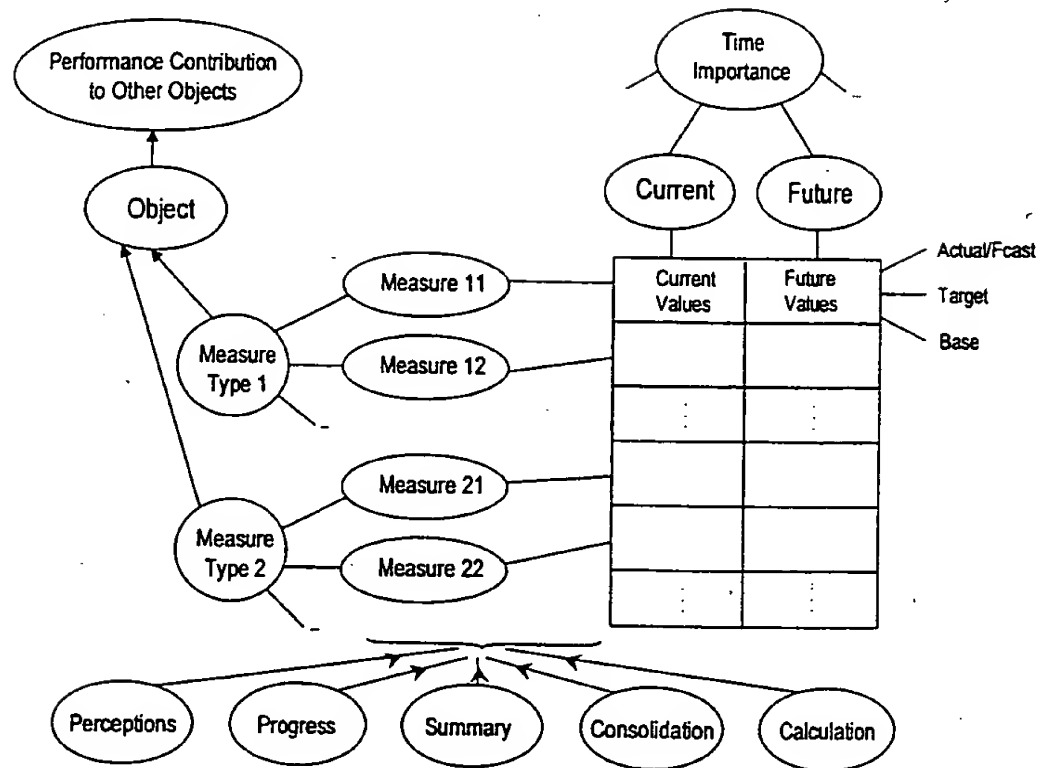 Performance Contribution
to Other Objects
Time
Importance
Object
Current
Future
Actual/Fcast
Target
Base
Current
Values
Future
Values
Measure 11
Measure
Type 1
Measure 12
Measure 21
Measure
Type 2
Measure 22
Perceptions
Progress
Summary
Consolidation
Calculation